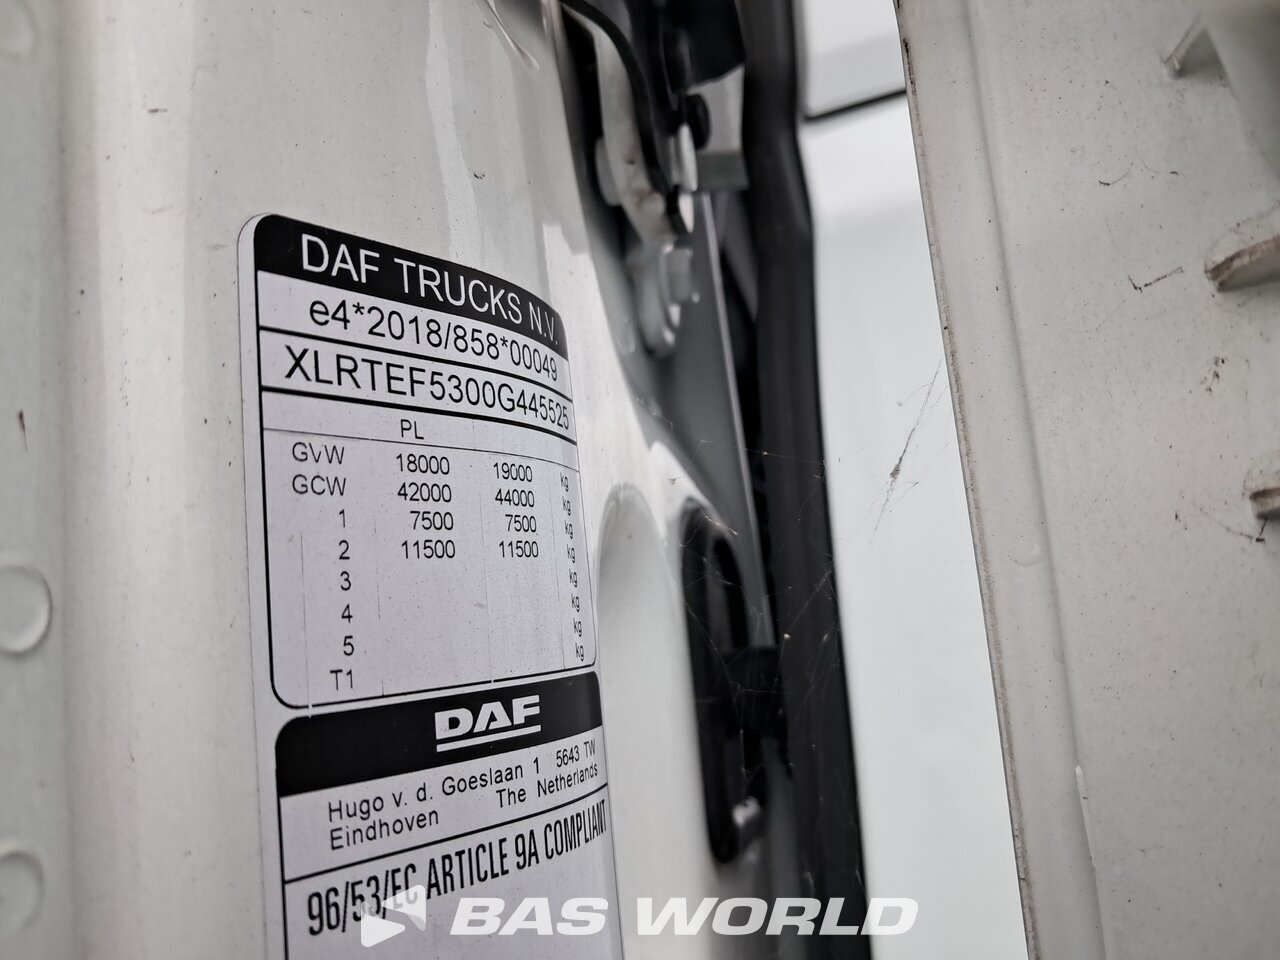 DAF TRUCKS N.V.
e4*2018/858*00049
XLRTEF5300G445525
PL
GVW 18000 19000 kg
GCW 42000 44000 kg
1 7500 7500 kg
2 11500 11500 kg
3 kg
4 kg
5 kg
T1 kg
DAF
Hugo v. d. Goeslaan 1 5643 TW
Eindhoven The Netherlands
96/53/EC ARTICLE 9A COMPLIANT
BAS WORLD